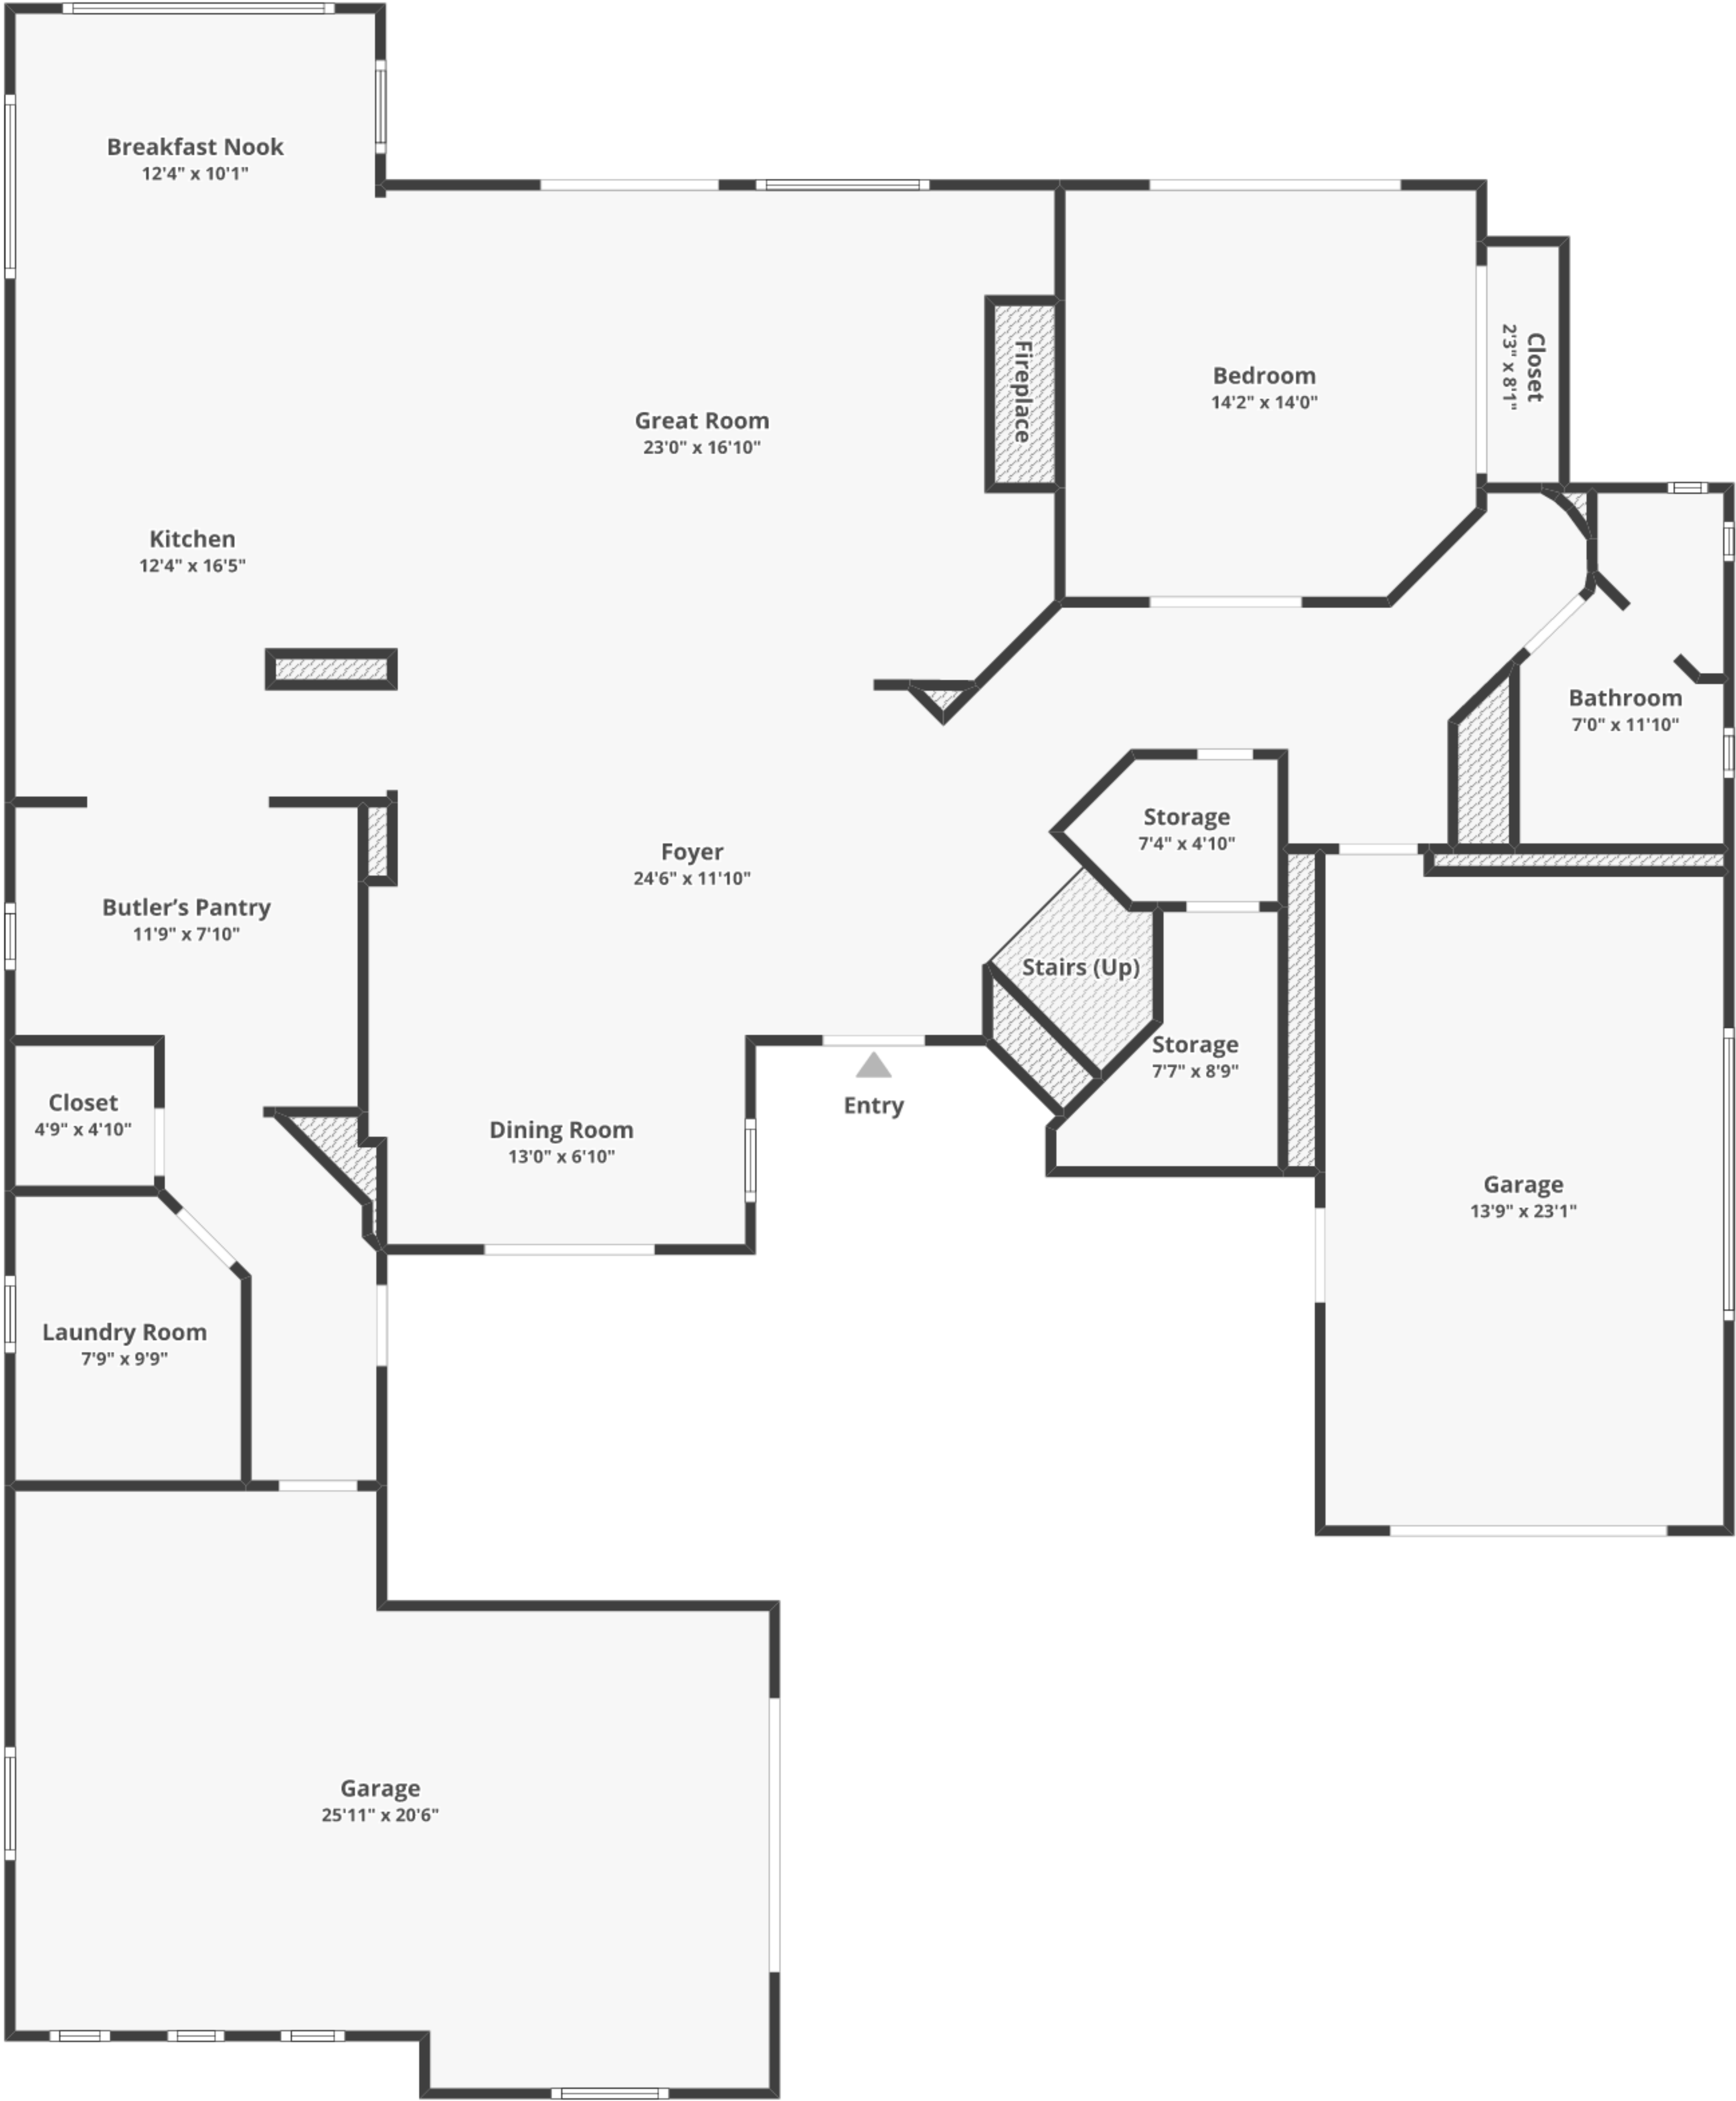 Breakfast Nook
12'4" x 10'1"
Great Room
23'0" x 16'10"
Fireplace
Bedroom
14'2" x 14'0"
Closet
2'3" x 8'1"
Kitchen
12'4" x 16'5"
Bathroom
7'0" x 11'10"
Storage
7'4" x 4'10"
Foyer
24'6" x 11'10"
Butler’s Pantry
11'9" x 7'10"
Stairs (Up)
Storage
7'7" x 8'9"
Closet
4'9" x 4'10"
Entry
Dining Room
13'0" x 6'10"
Garage
13'9" x 23'1"
Laundry Room
7'9" x 9'9"
Garage
25'11" x 20'6"